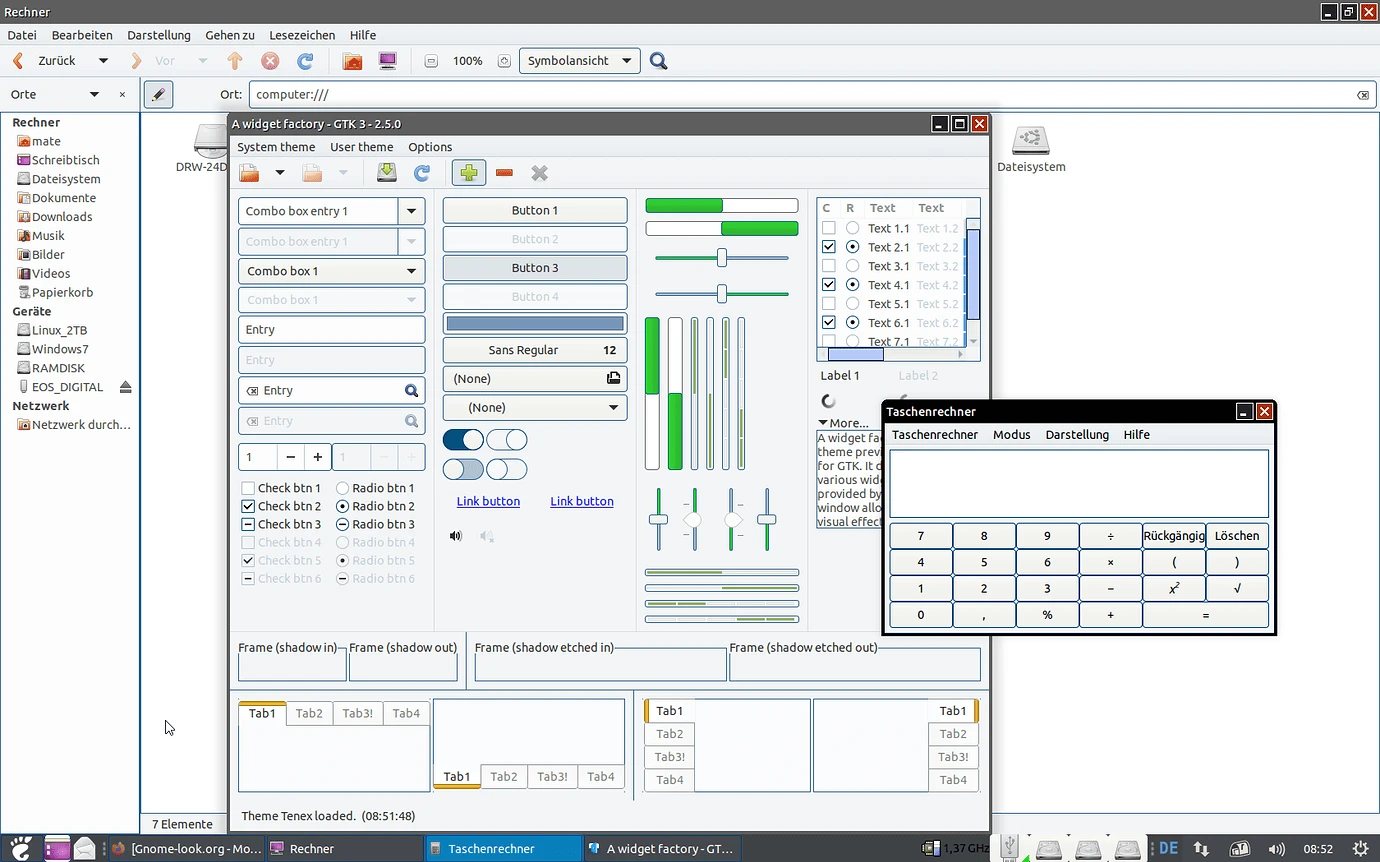 Rechner
Datei Bearbeiten Darstellung Gehen zu Lesezeichen Hilfe
Zurück Vor 100% Symbolansicht
Orte × Ort: computer:///
Rechner
mate
Schreibtisch
Dateisystem
Dokumente
Downloads
Musik
Bilder
Videos
Papierkorb
Geräte
Linux_2TB
Windows7
RAMDISK
EOS_DIGITAL
Netzwerk
Netzwerk durch...
DRW-24D
Dateisystem
7 Elemente
A widget factory - GTK 3 - 2.5.0
System theme User theme Options
Combo box entry 1
Combo box entry 1
Combo box 1
Combo box 1
Entry
Entry
Entry
Entry
1 − + 1 − +
Check btn 1 Radio btn 1
Check btn 2 Radio btn 2
Check btn 3 Radio btn 3
Check btn 4 Radio btn 4
Check btn 5 Radio btn 5
Check btn 6 Radio btn 6
Button 1
Button 2
Button 3
Button 4
Sans Regular 12
(None)
(None)
Link button Link button
C R Text Text
Text 1.1 Text 1.2
Text 2.1 Text 2.2
Text 3.1 Text 3.2
Text 4.1 Text 4.2
Text 5.1 Text 5.2
Text 6.1 Text 6.2
Text 7.1 Text 7.2
Label 1 Label 2
More...
A widget fa
theme previ
for GTK. It d
various wid
provided by
window allo
visual effect
Frame (shadow in) Frame (shadow out) Frame (shadow etched in) Frame (shadow etched out)
Tab1 Tab2 Tab3! Tab4
Tab1 Tab2 Tab3! Tab4
Tab1
Tab2
Tab3!
Tab4
Tab1
Tab2
Tab3!
Tab4
Theme Tenex loaded. (08:51:48)
Taschenrechner
Taschenrechner Modus Darstellung Hilfe
7 8 9 ÷ Rückgängig Löschen
4 5 6 × ( )
1 2 3 − x² √
0 , % + =
[Gnome-look.org - Mo... Rechner Taschenrechner A widget factory - GT... 1,37 GHz DE 08:52